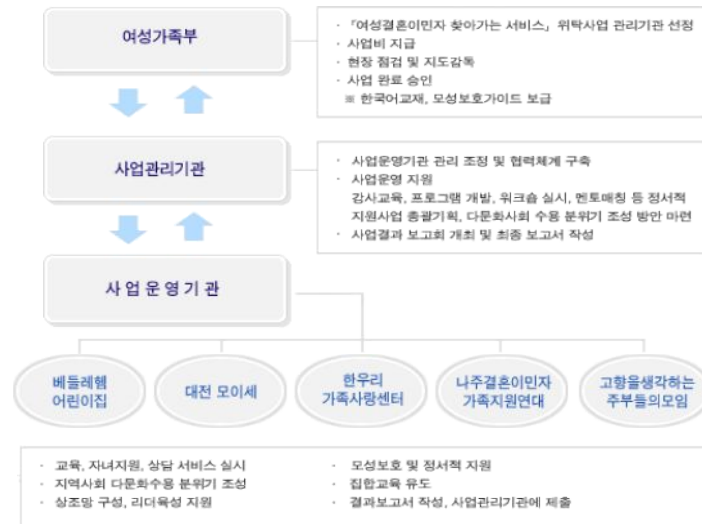 여성가족부
· 「여성결혼이민자 찾아가는 서비스」 위탁사업 관리기관 선정
· 사업비 지급
· 현장 점검 및 지도감독
· 사업 완료 승인
※ 한국어교재, 모성보호가이드 보급
사업관리기관
· 사업운영기관 관리 조정 및 협력체계 구축
· 사업운영 지원
강사교육, 프로그램 개발, 워크숍 실시, 멘토매칭 등 정서적
지원사업 총괄기획, 다문화사회 수용 분위기 조성 방안 마련
· 사업결과 보고회 개최 및 최종 보고서 작성
사 업 운 영 기 관
베들레헴
어린이집
대전 모이세
한우리
가족사랑센터
나주결혼이민자
가족지원연대
고향을생각하는
주부들의모임
· 교육, 자녀지원, 상담 서비스 실시
· 지역사회 다문화수용 분위기 조성
· 상조망 구성, 리더육성 지원
· 모성보호 및 정서적 지원
· 집합교육 유도
· 결과보고서 작성, 사업관리기관에 제출